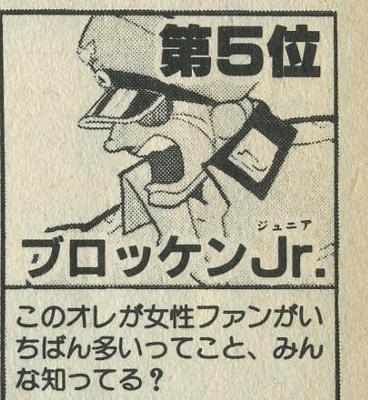 第5位
ジュニア
ブロッケンJr.
このオレが女性ファンがい
ちばん多いってこと、みん
な知ってる？